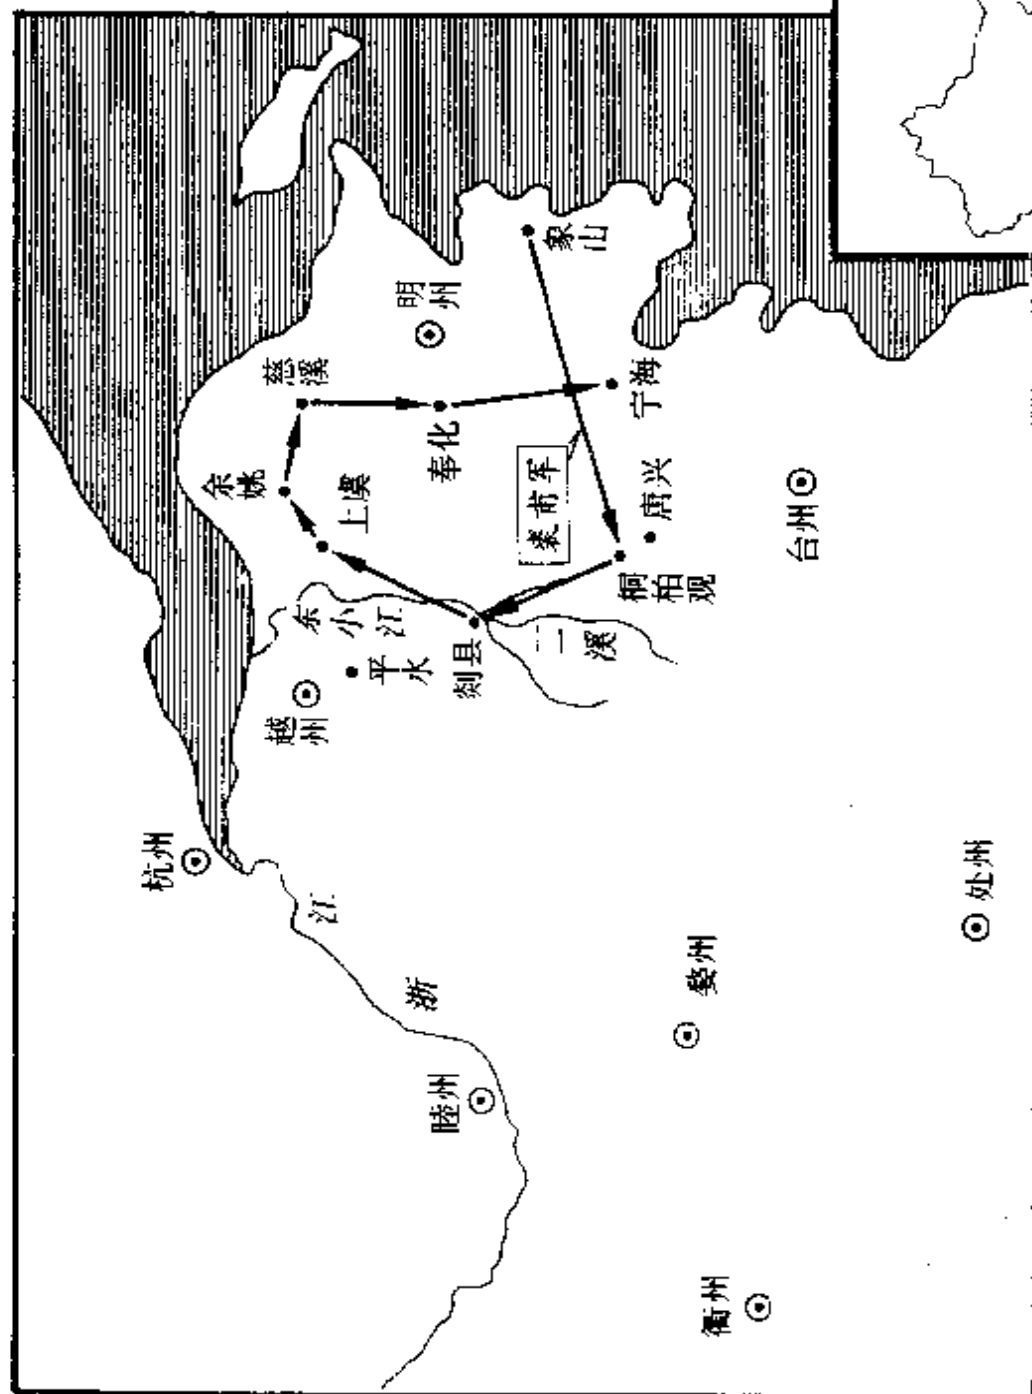 杭州
越州
平水
东小江
余姚
上虞
慈溪
明州
奉化
象山
宁海
裘甫军
唐兴
桐柏观
剡县
溪
台州
浙江
睦州
婺州
处州
衢州